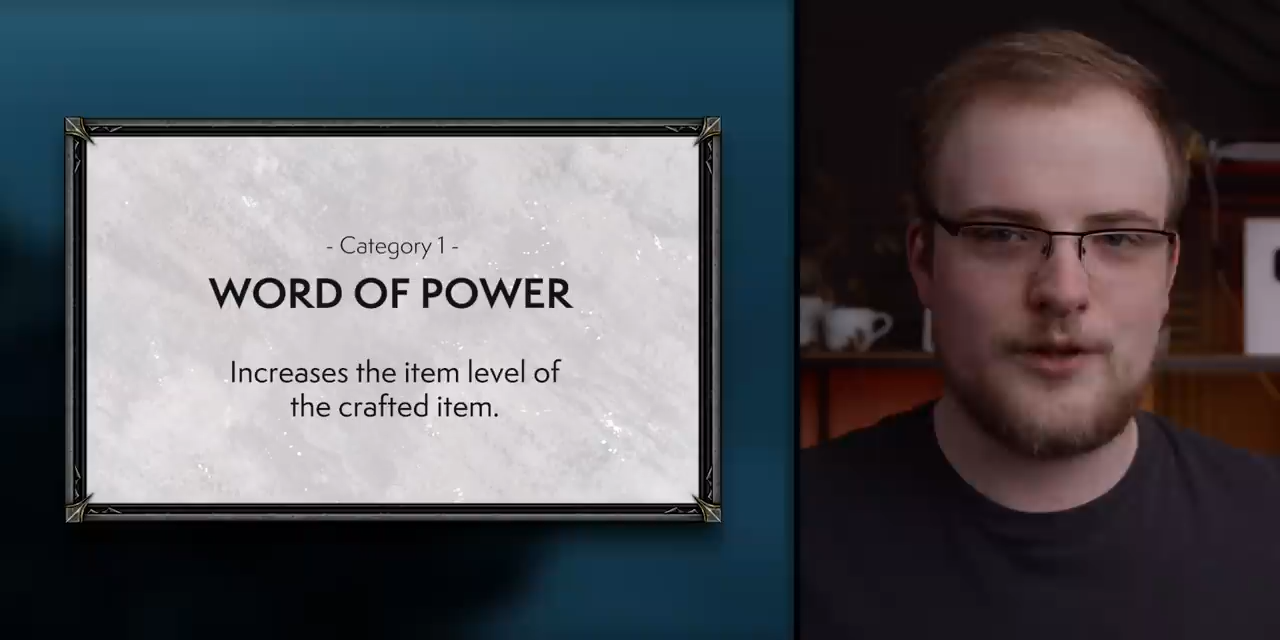 - Category 1 -
WORD OF POWER
Increases the item level of
the crafted item.